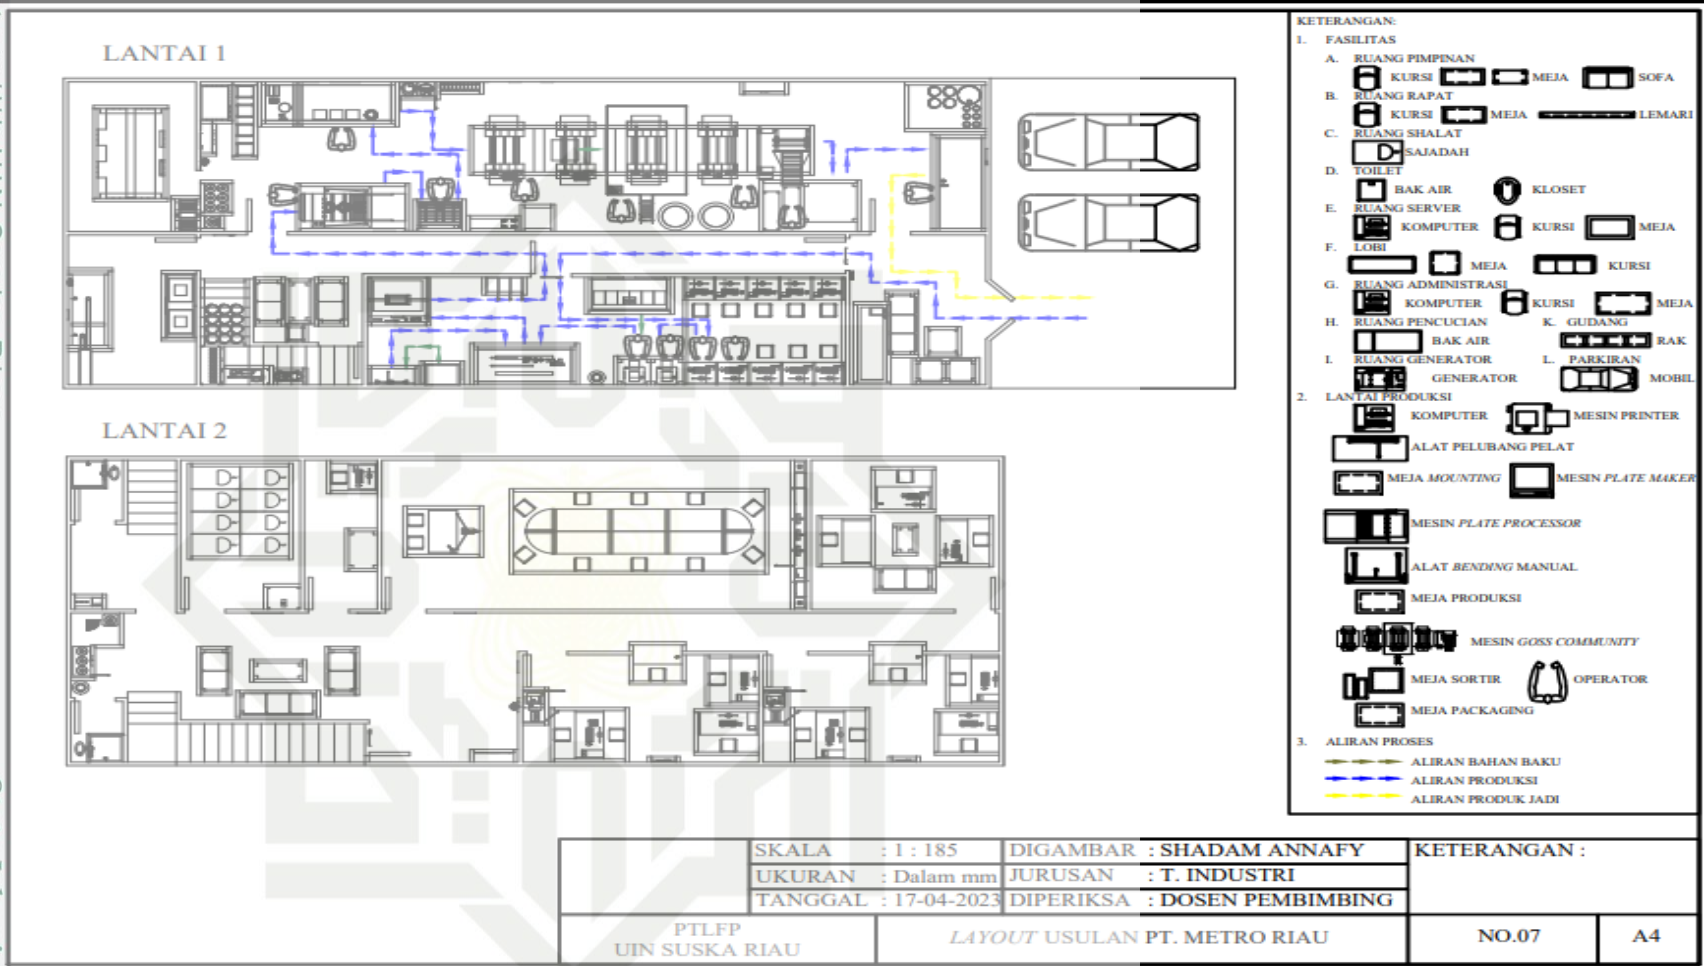 LANTAI 1
LANTAI 2
KETERANGAN:
1. FASILITAS
A. RUANG PIMPINAN
KURSI MEJA SOFA
B. RUANG RAPAT
KURSI MEJA LEMARI
C. RUANG SHALAT
SAJADAH
D. TOILET
BAK AIR KLOSET
E. RUANG SERVER
KOMPUTER KURSI MEJA
F. LOBI
MEJA KURSI
G. RUANG ADMINISTRASI
KOMPUTER KURSI MEJA
H. RUANG PENCUCIAN K. GUDANG
BAK AIR RAK
I. RUANG GENERATOR L. PARKIRAN
GENERATOR MOBIL
2. LANTAI PRODUKSI
KOMPUTER MESIN PRINTER
ALAT PELUBANG PELAT
MEJA MOUNTING MESIN PLATE MAKER
MESIN PLATE PROCESSOR
ALAT BENDING MANUAL
MEJA PRODUKSI
MESIN GOSS COMMUNITY
MEJA SORTIR OPERATOR
MEJA PACKAGING
3. ALIRAN PROSES
ALIRAN BAHAN BAKU
ALIRAN PRODUKSI
ALIRAN PRODUK JADI
SKALA : 1 : 185 DIGAMBAR : SHADAM ANNAFY KETERANGAN :
UKURAN : Dalam mm JURUSAN : T. INDUSTRI
TANGGAL : 17-04-2023 DIPERIKSA : DOSEN PEMBIMBING
PTLFP
UIN SUSKA RIAU
LAYOUT USULAN PT. METRO RIAU NO.07 A4